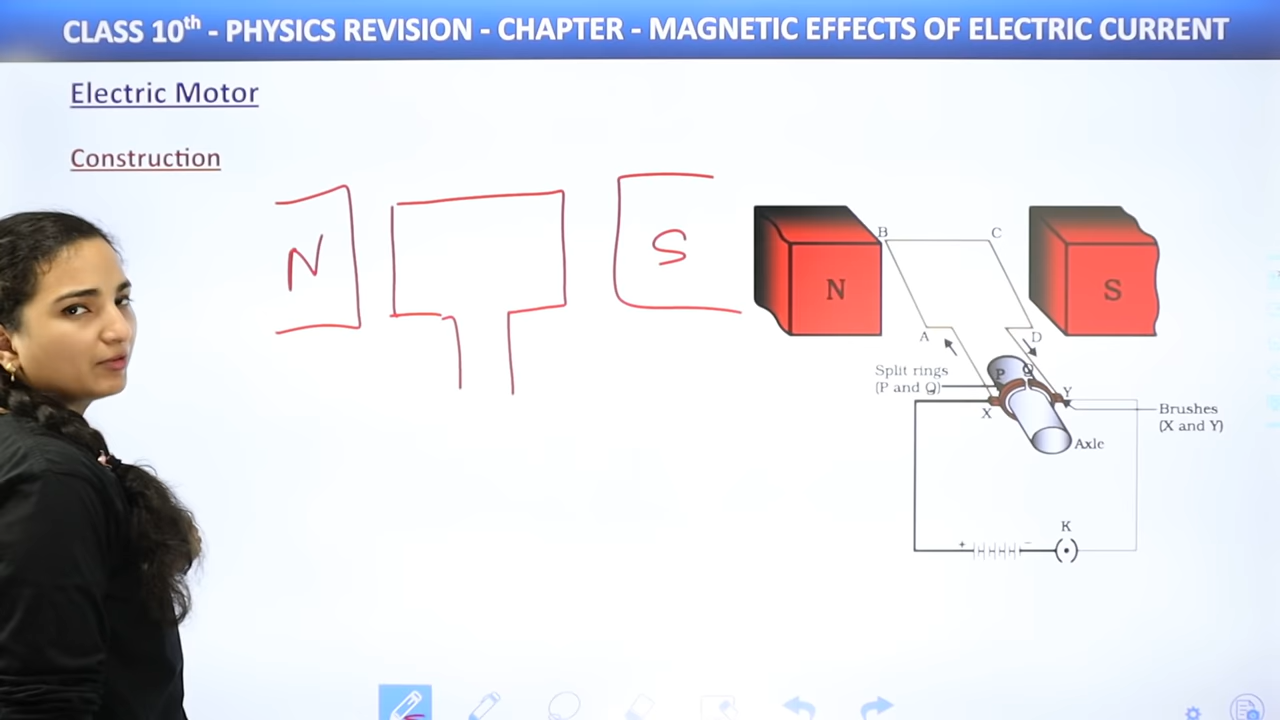 CLASS 10th - PHYSICS REVISION - CHAPTER - MAGNETIC EFFECTS OF ELECTRIC CURRENT
Electric Motor
Construction
N
S
N
S
B
C
A
D
Split rings
(P and Q)
P
Q
X
Y
Brushes
(X and Y)
Axle
K
+
−